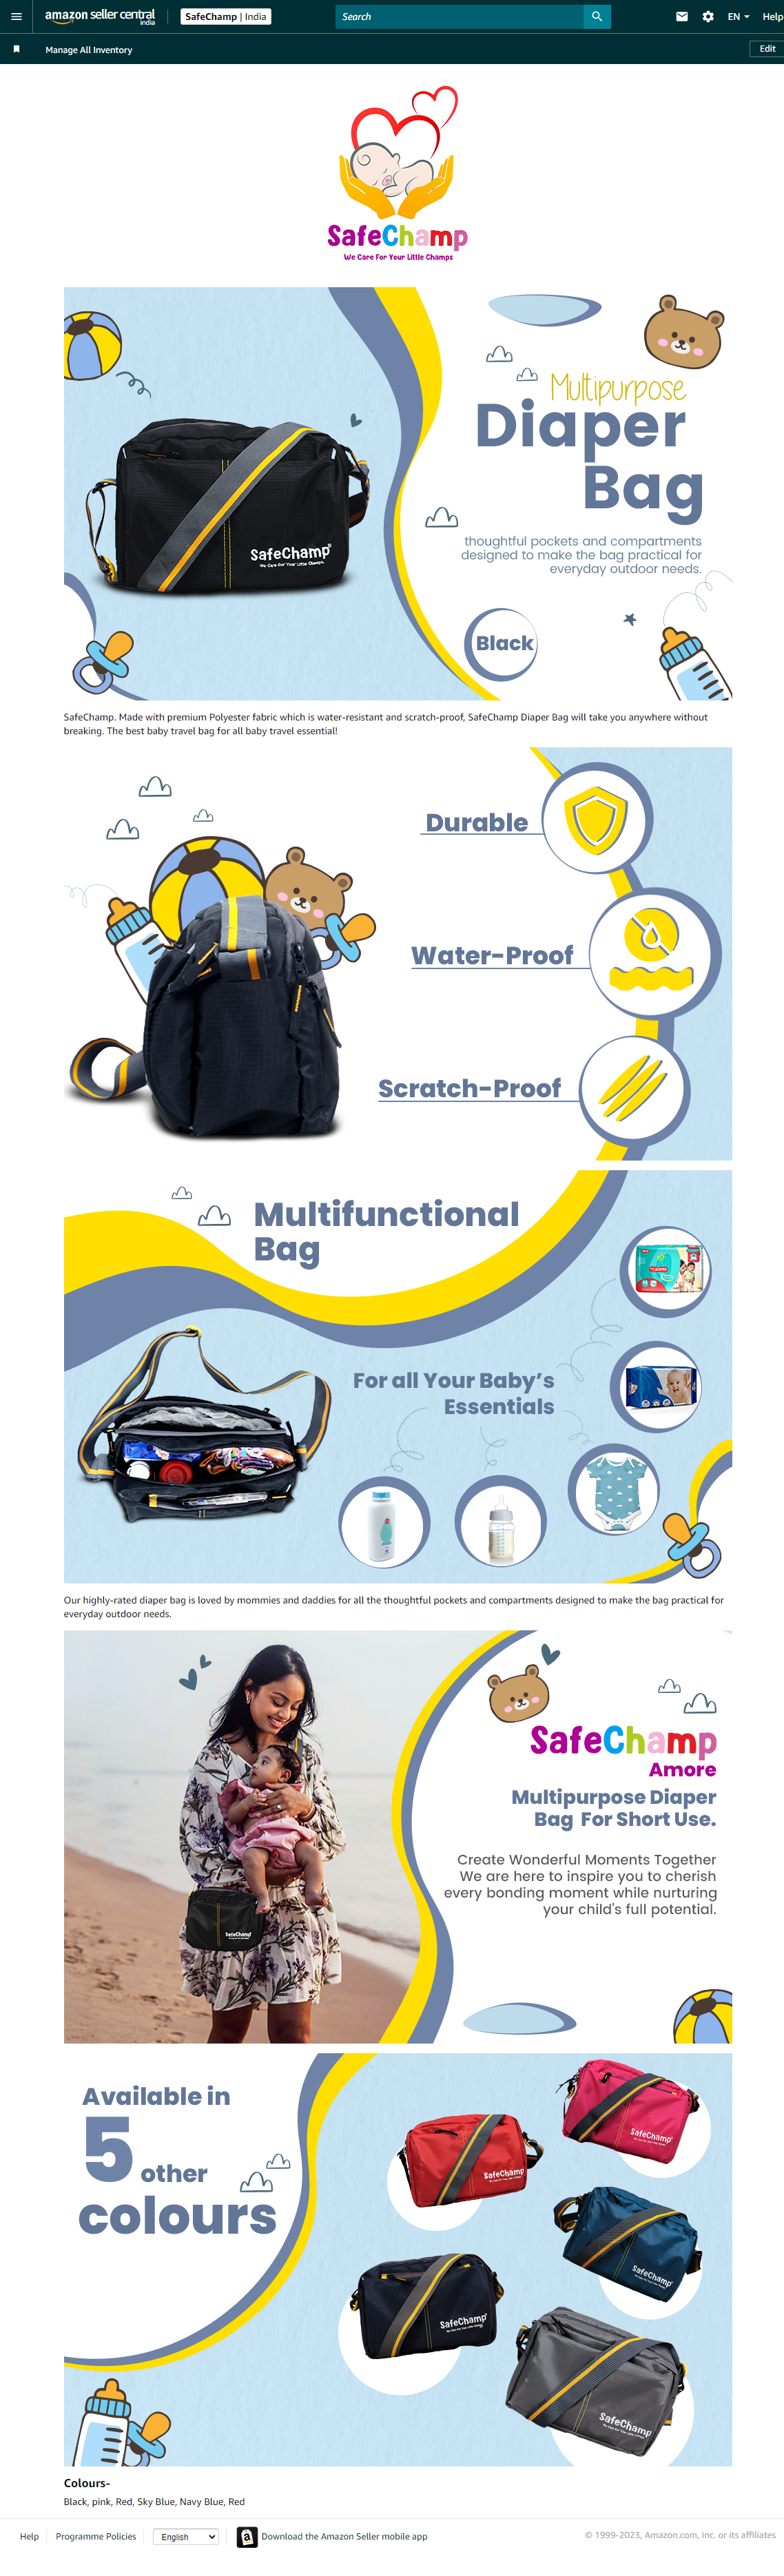 amazon seller central
india
SafeChamp | India
Search
EN
Help
Manage All Inventory
Edit
SafeChamp
We Care For Your Little Champs
Multipurpose
Diaper
Bag
thoughtful pockets and compartments
designed to make the bag practical for
everyday outdoor needs.
SafeChamp
We Care For Your Little Champs.
Black
SafeChamp. Made with premium Polyester fabric which is water-resistant and scratch-proof, SafeChamp Diaper Bag will take you anywhere without
breaking. The best baby travel bag for all baby travel essential!
Durable
Water-Proof
Scratch-Proof
Multifunctional
Bag
For all Your Baby's
Essentials
Our highly-rated diaper bag is loved by mommies and daddies for all the thoughtful pockets and compartments designed to make the bag practical for
everyday outdoor needs.
SafeChamp
Amore
Multipurpose Diaper
Bag For Short Use.
Create Wonderful Moments Together
We are here to inspire you to cherish
every bonding moment while nurturing
your child's full potential.
SafeChamp
Available in
5 other
colours
SafeChamp
SafeChamp
SafeChamp
SafeChamp
SafeChamp
Colours-
Black, pink, Red, Sky Blue, Navy Blue, Red
Help
Programme Policies
English
Download the Amazon Seller mobile app
© 1999-2023, Amazon.com, Inc. or its affiliates